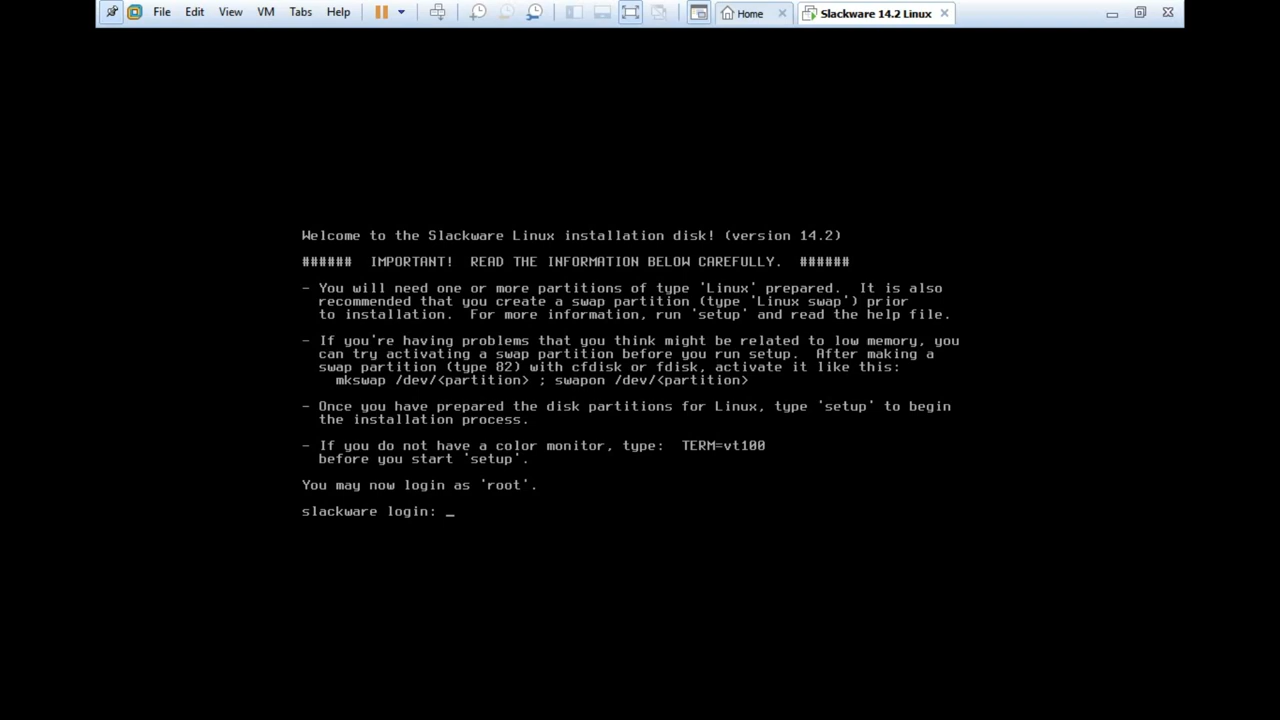 File Edit View VM Tabs Help Home Slackware 14.2 Linux
Welcome to the Slackware Linux installation disk! (version 14.2)
######  IMPORTANT!  READ THE INFORMATION BELOW CAREFULLY.  ######
- You will need one or more partitions of type 'Linux' prepared.  It is also
recommended that you create a swap partition (type 'Linux swap') prior
to installation.  For more information, run 'setup' and read the help file.
- If you're having problems that you think might be related to low memory, you
can try activating a swap partition before you run setup.  After making a
swap partition (type 82) with cfdisk or fdisk, activate it like this:
mkswap /dev/<partition> ; swapon /dev/<partition>
- Once you have prepared the disk partitions for Linux, type 'setup' to begin
the installation process.
- If you do not have a color monitor, type:  TERM=vt100
before you start 'setup'.
You may now login as 'root'.
slackware login: _